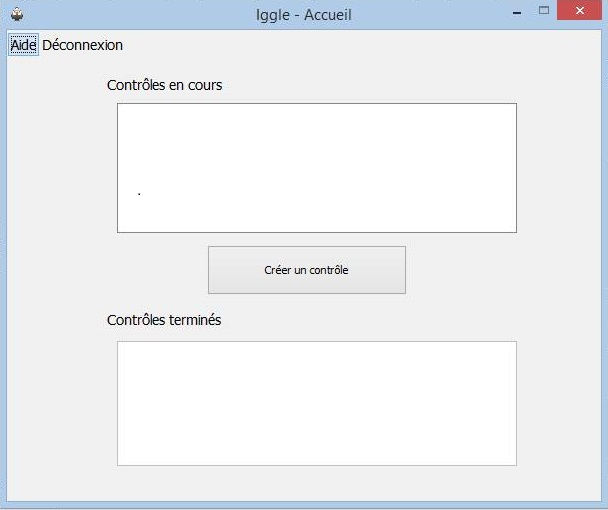 Iggle - Accueil
Aide Déconnexion
Contrôles en cours
.
Créer un contrôle
Contrôles terminés